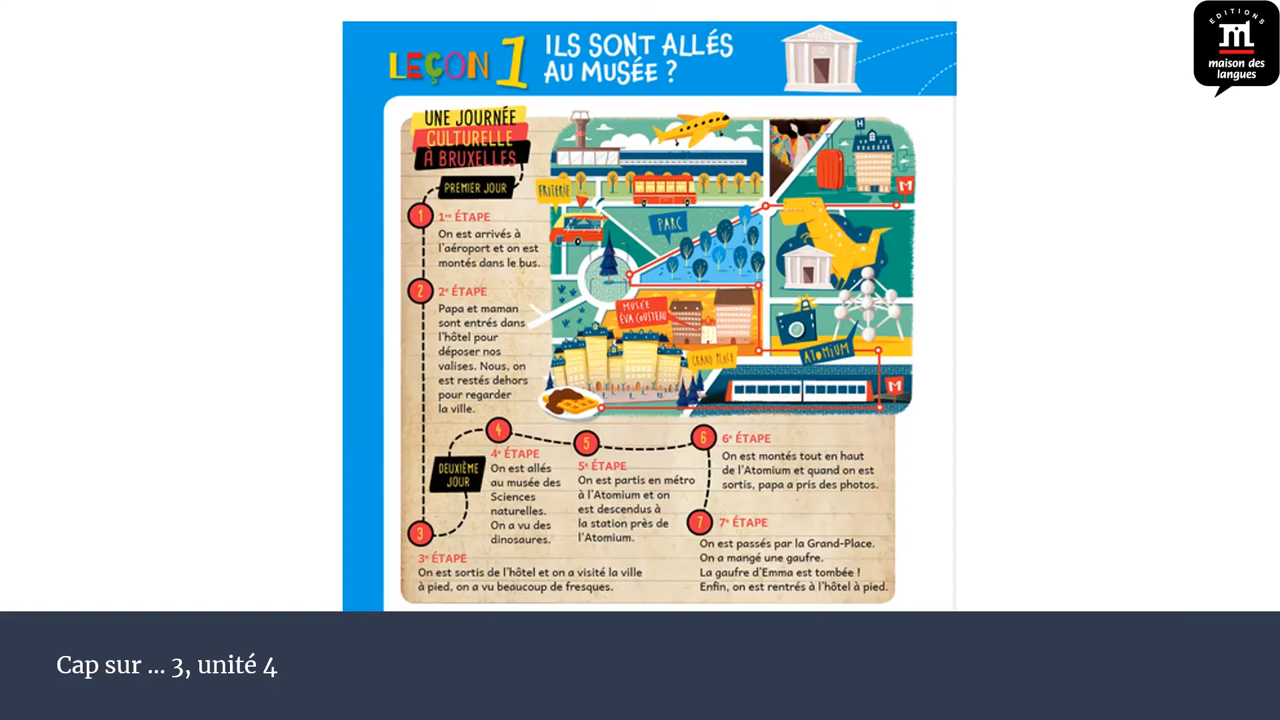 EDITIONS
m
maison des
langues
LEÇON 1
ILS SONT ALLÉS
AU MUSÉE ?
MUSÉE
UNE JOURNÉE
CULTURELLE
À BRUXELLES
PREMIER JOUR
1
1re ÉTAPE
On est arrivés à
l'aéroport et on est
montés dans le bus.
2
2e ÉTAPE
Papa et maman
sont entrés dans
l'hôtel pour
déposer nos
valises. Nous, on
est restés dehors
pour regarder
la ville.
FRITERIE
PARC
H
M
MUSÉE
ÉVA COUSTEAU
GRAND PLACE
ATOMIUM
M
DEUXIÈME
JOUR
3
3e ÉTAPE
On est sortis de l'hôtel et on a visité la ville
à pied, on a vu beaucoup de fresques.
4
4e ÉTAPE
On est allés
au musée des
Sciences
naturelles.
On a vu des
dinosaures.
5
5e ÉTAPE
On est partis en métro
à l'Atomium et on
est descendus à
la station près de
l'Atomium.
6
6e ÉTAPE
On est montés tout en haut
de l'Atomium et quand on est
sortis, papa a pris des photos.
7
7e ÉTAPE
On est passés par la Grand-Place.
On a mangé une gaufre.
La gaufre d'Emma est tombée !
Enfin, on est rentrés à l'hôtel à pied.
Cap sur ... 3, unité 4